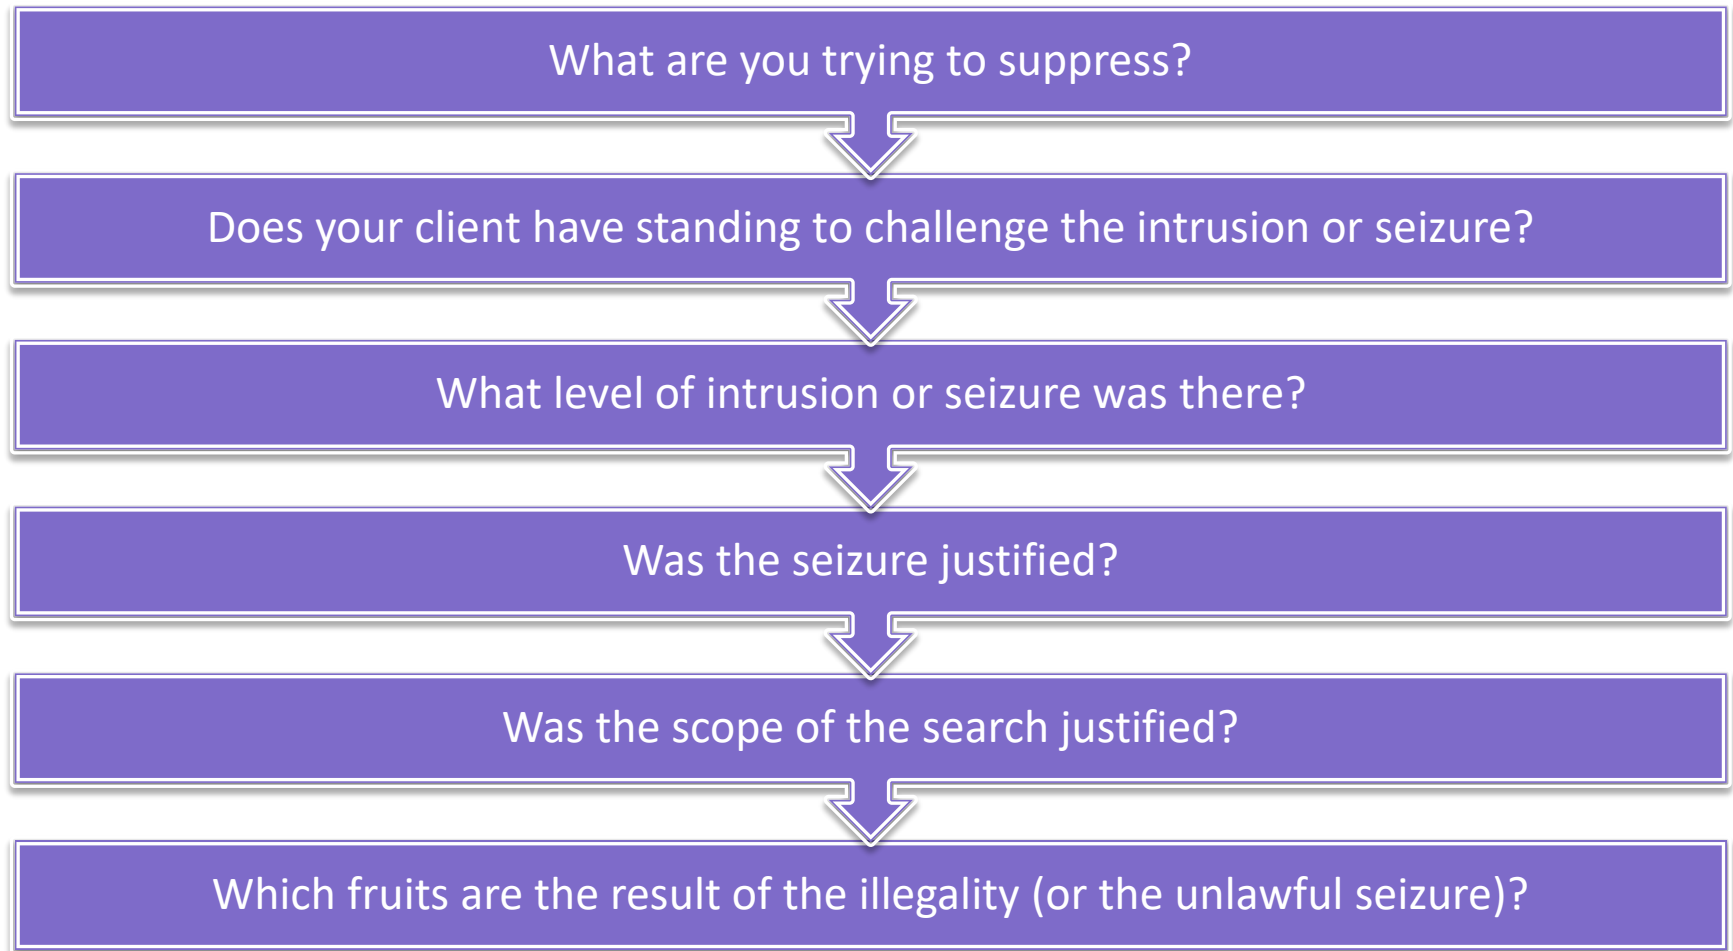 What are you trying to suppress?
Does your client have standing to challenge the intrusion or seizure?
What level of intrusion or seizure was there?
Was the seizure justified?
Was the scope of the search justified?
Which fruits are the result of the illegality (or the unlawful seizure)?